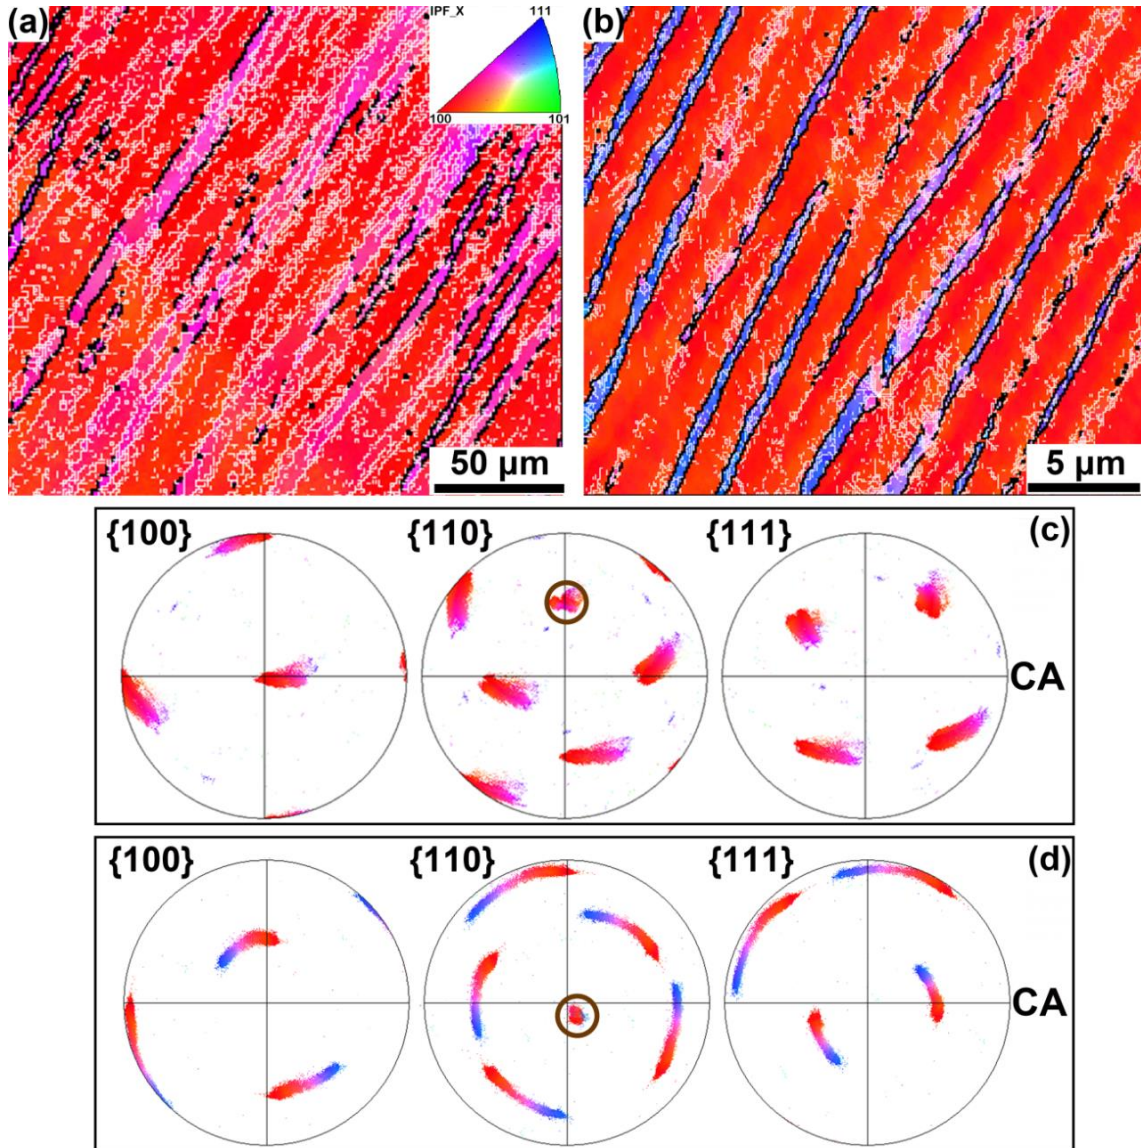 (a)
IPF_X
111
100
101
50 µm
(b)
5 µm
{100}
{110}
{111}
(c)
CA
{100}
{110}
{111}
(d)
CA